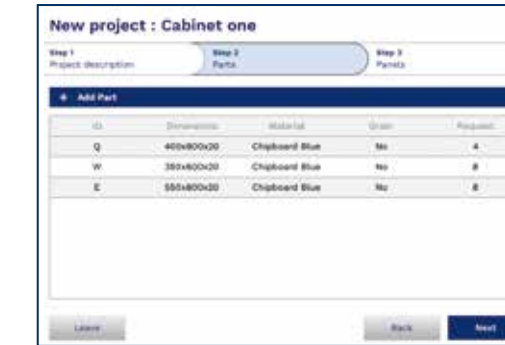 New project : Cabinet one
Step 1 Step 2 Step 3
Project description Parts Panels
+ Add Part
ID Dimensions Material Grain Request
Q 400x800x20 Chipboard Blue No 4
W 350x800x20 Chipboard Blue No 8
E 550x800x20 Chipboard Blue No 8
Leave Back Next